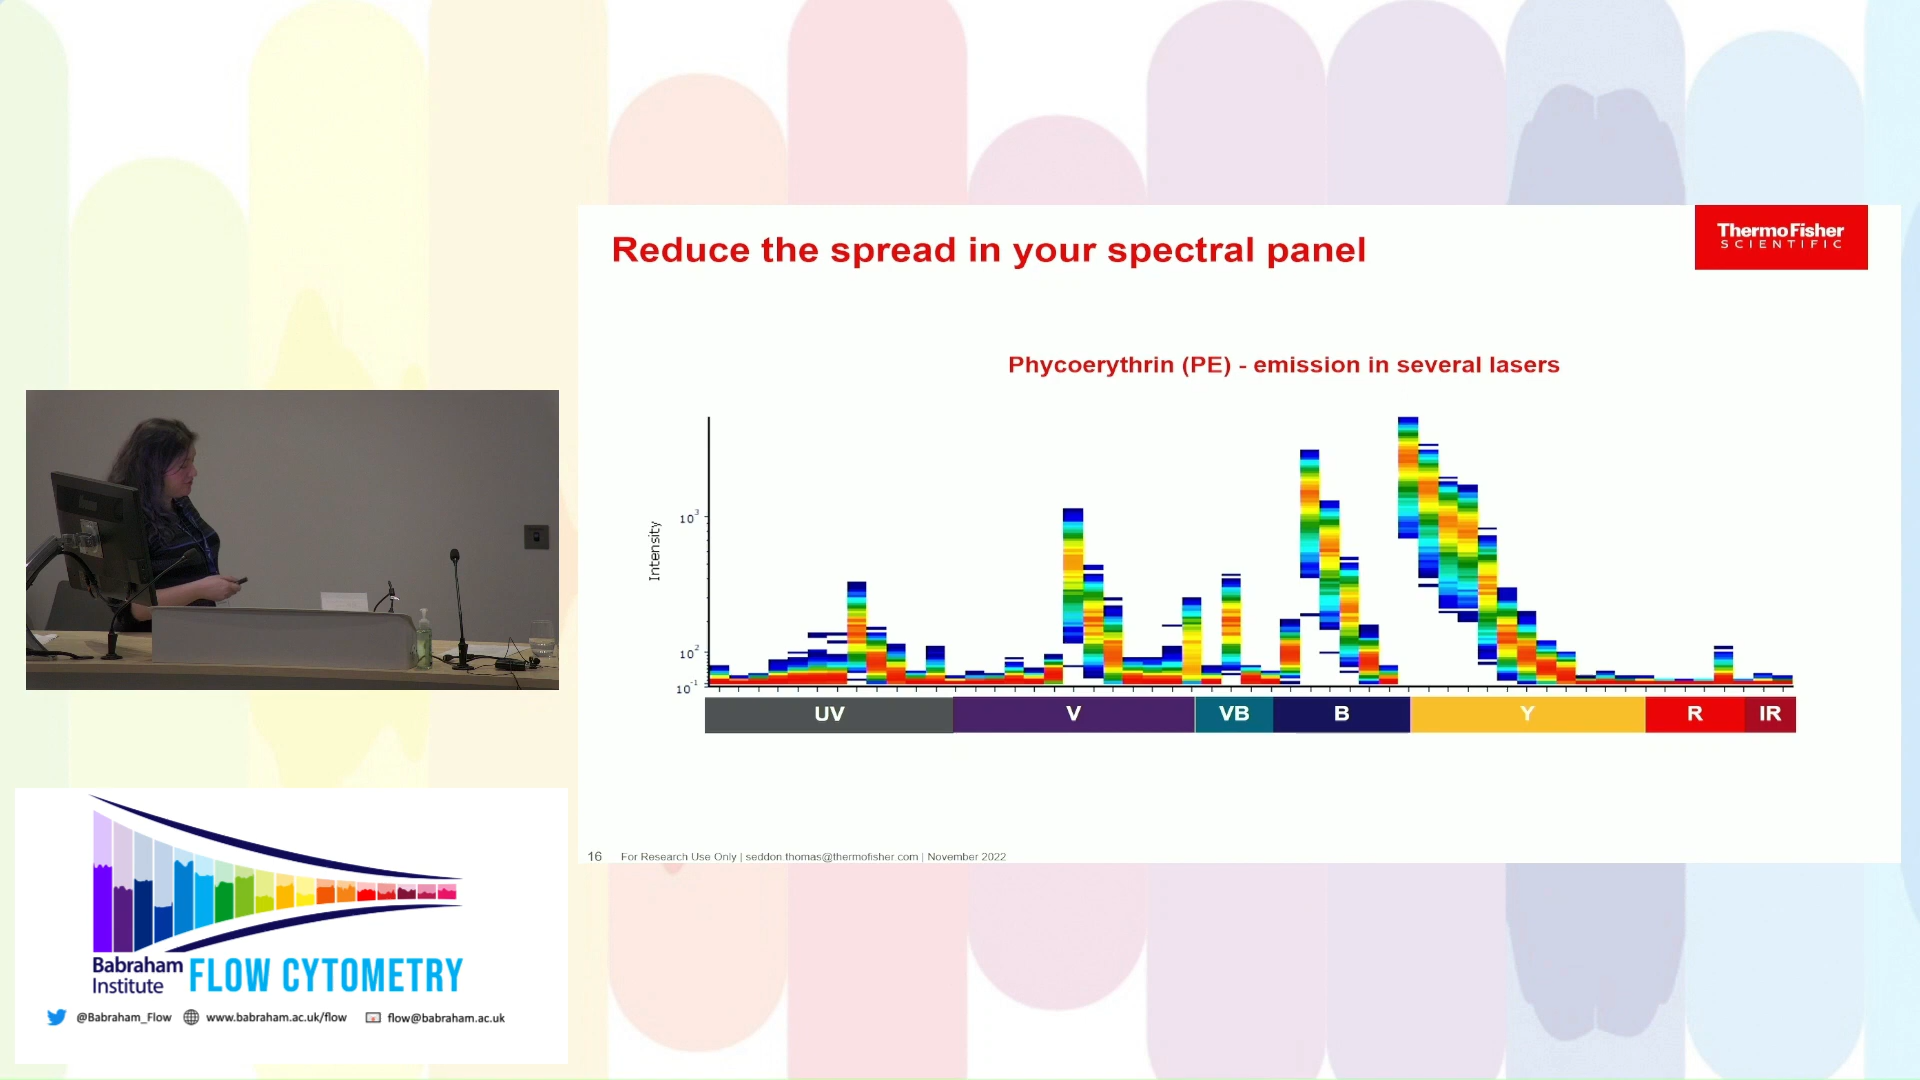 Reduce the spread in your spectral panel
ThermoFisher
SCIENTIFIC
Phycoerythrin (PE) - emission in several lasers
Intensity
10³
10²
10⁻¹
UV V VB B Y R IR
16 For Research Use Only | seddon.thomas@thermofisher.com | November 2022
Babraham
Institute
FLOW CYTOMETRY
@Babraham_Flow www.babraham.ac.uk/flow flow@babraham.ac.uk